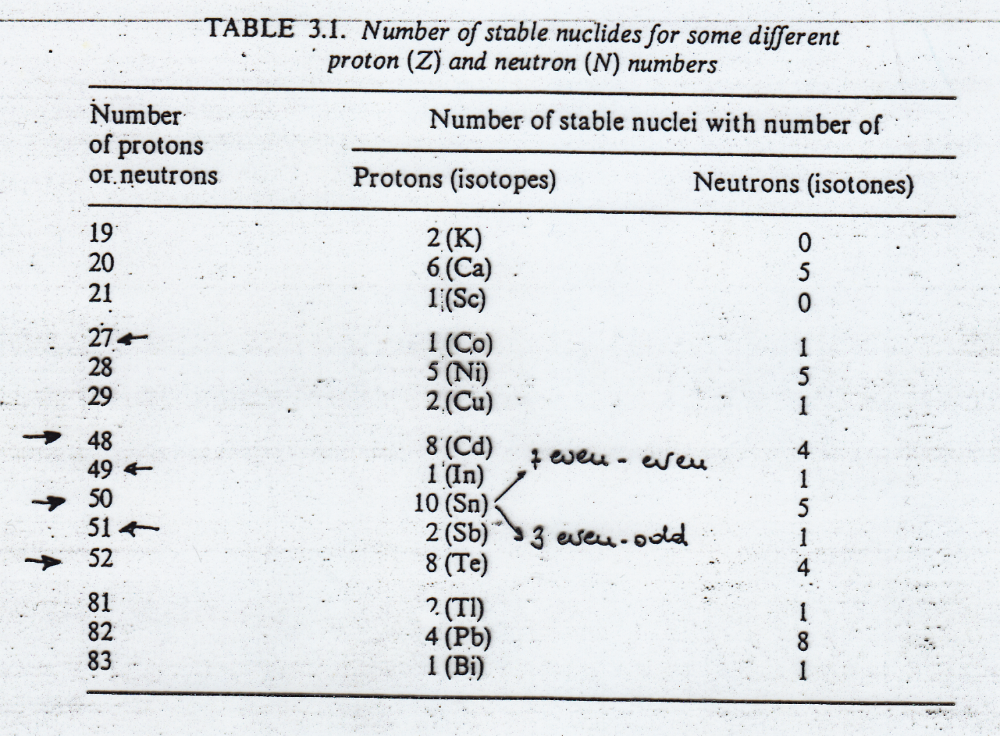 TABLE 3.1. Number of stable nuclides for some different
proton (Z) and neutron (N) numbers
Number
of protons
or neutrons
Number of stable nuclei with number of
Protons (isotopes)
Neutrons (isotones)
19 2 (K) 0
20 6 (Ca) 5
21 1 (Sc) 0
27 ← 1 (Co) 1
28 5 (Ni) 5
29 2 (Cu) 1
→ 48 8 (Cd) 4
7 even - even
49 ← 1 (In) 1
→ 50 10 (Sn) 5
51 ← 2 (Sb) 1
3 even - odd
→ 52 8 (Te) 4
81 2 (Tl) 1
82 4 (Pb) 8
83 1 (Bi) 1